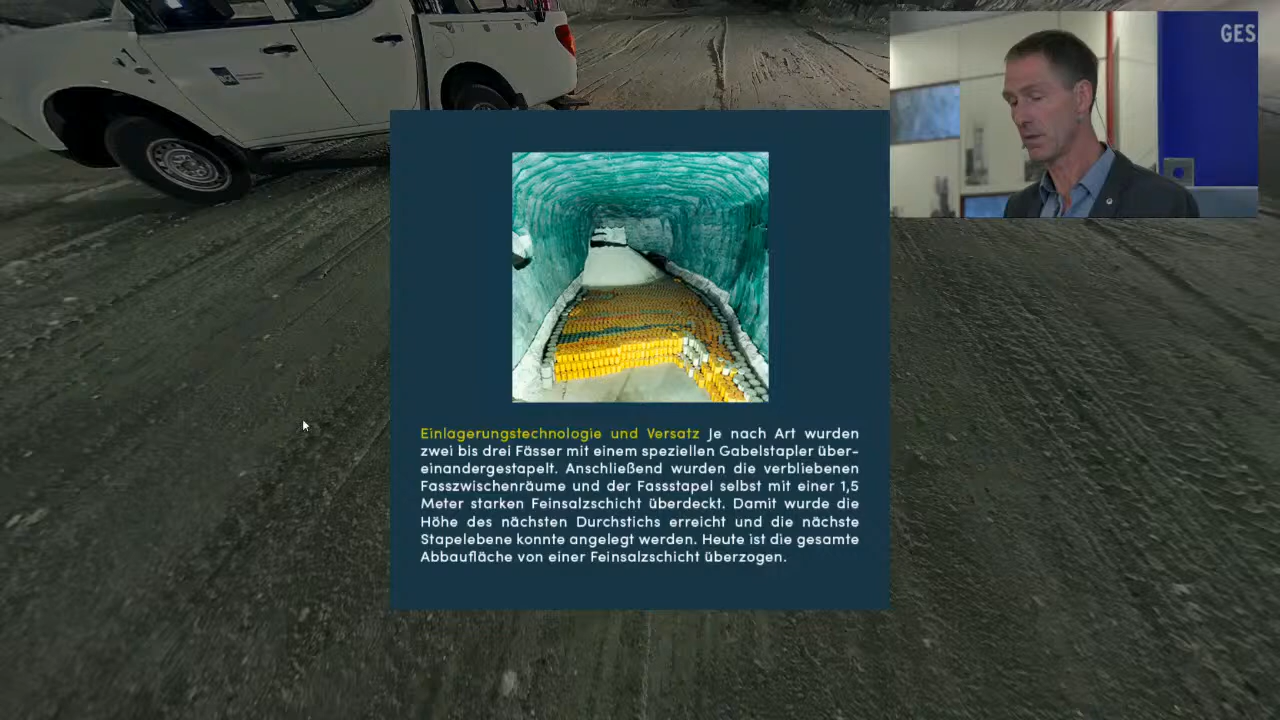 GES
Einlagerungstechnologie und Versatz Je nach Art wurden
zwei bis drei Fässer mit einem speziellen Gabelstapler über-
einandergestapelt. Anschließend wurden die verbliebenen
Fasszwischenräume und der Fassstapel selbst mit einer 1,5
Meter starken Feinsalzschicht überdeckt. Damit wurde die
Höhe des nächsten Durchstichs erreicht und die nächste
Stapelebene konnte angelegt werden. Heute ist die gesamte
Abbaufläche von einer Feinsalzschicht überzogen.